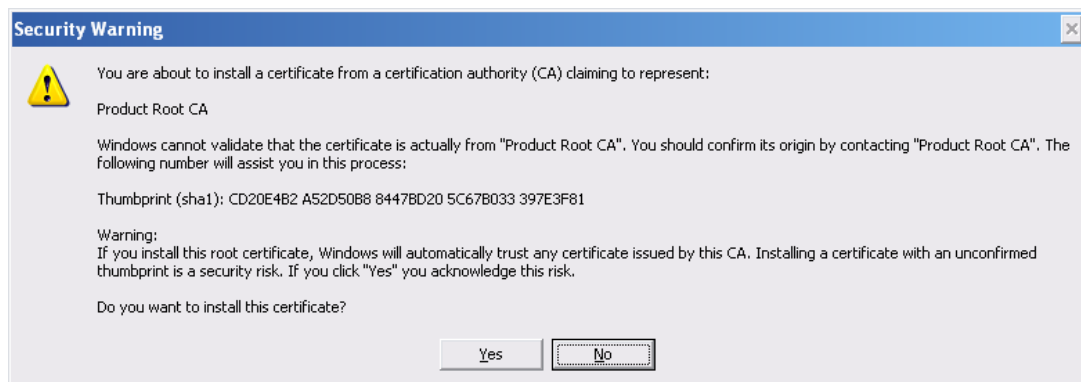 Security Warning
You are about to install a certificate from a certification authority (CA) claiming to represent:
Product Root CA
Windows cannot validate that the certificate is actually from "Product Root CA". You should confirm its origin by contacting "Product Root CA". The
following number will assist you in this process:
Thumbprint (sha1): CD20E4B2 A52D50B8 8447BD20 5C67B033 397E3F81
Warning:
If you install this root certificate, Windows will automatically trust any certificate issued by this CA. Installing a certificate with an unconfirmed
thumbprint is a security risk. If you click "Yes" you acknowledge this risk.
Do you want to install this certificate?
Yes
No